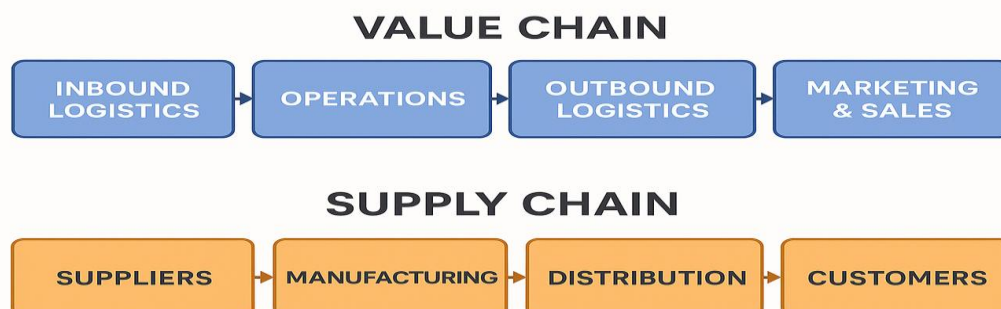 VALUE CHAIN
INBOUND
LOGISTICS
OPERATIONS
OUTBOUND
LOGISTICS
MARKETING
& SALES
SUPPLY CHAIN
SUPPLIERS
MANUFACTURING
DISTRIBUTION
CUSTOMERS